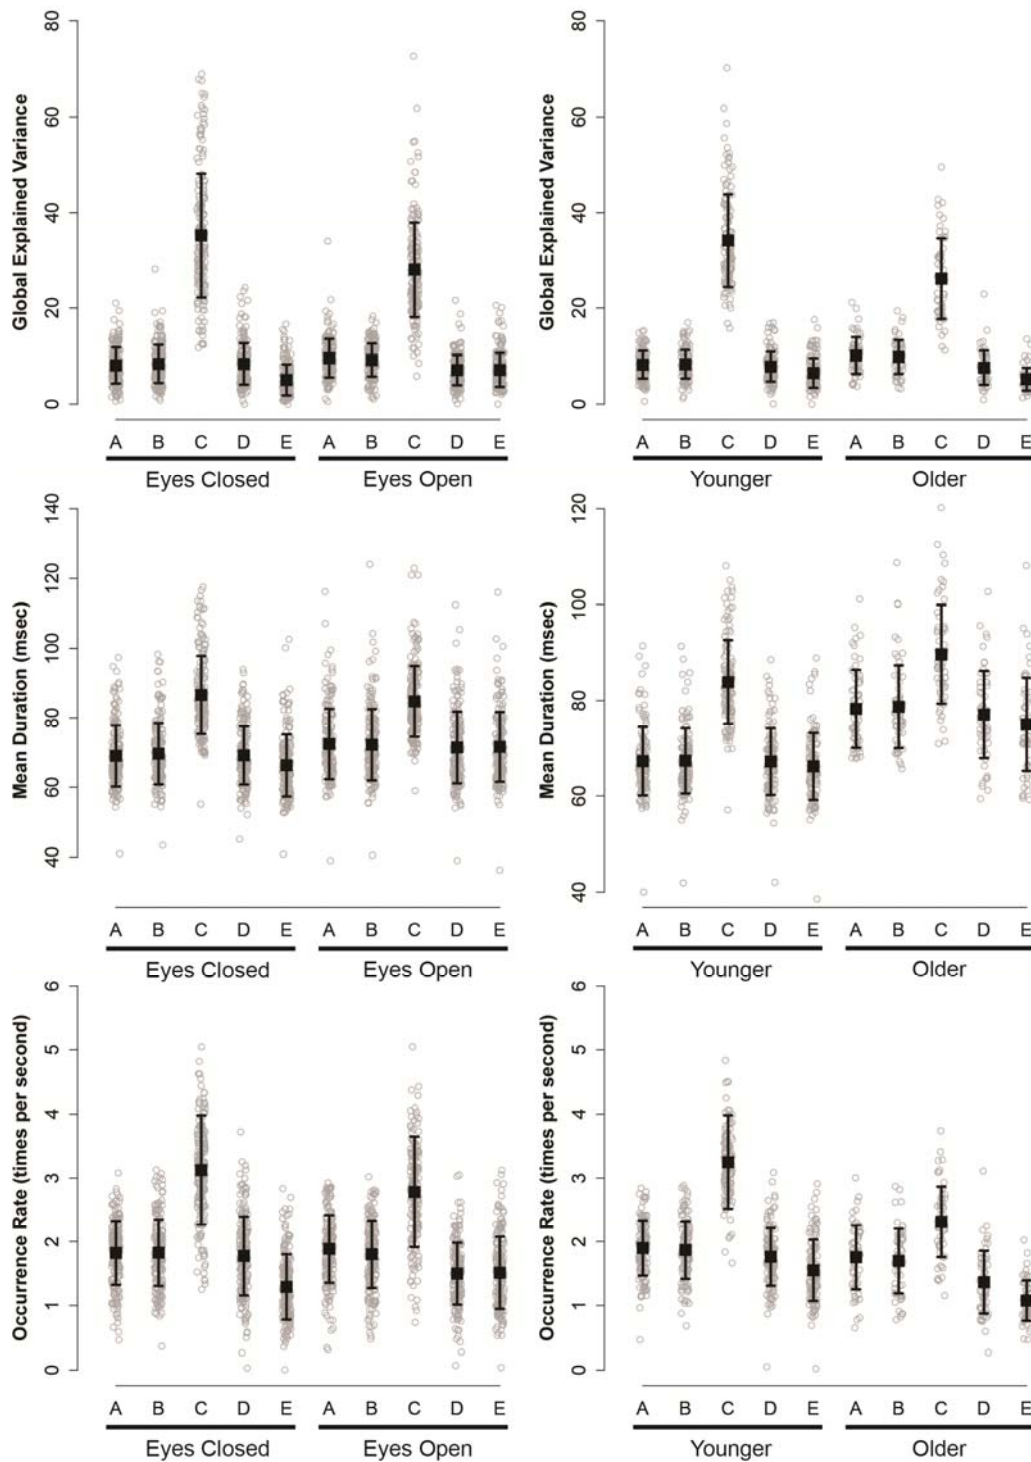 Global Explained Variance
80
60
40
20
0
A B C D E A B C D E
Eyes Closed Eyes Open
Global Explained Variance
80
60
40
20
0
A B C D E A B C D E
Younger Older
Mean Duration (msec)
140
120
100
80
60
40
A B C D E A B C D E
Eyes Closed Eyes Open
Mean Duration (msec)
120
100
80
60
40
A B C D E A B C D E
Younger Older
Occurrence Rate (times per second)
6
5
4
3
2
1
0
A B C D E A B C D E
Eyes Closed Eyes Open
Occurrence Rate (times per second)
6
5
4
3
2
1
0
A B C D E A B C D E
Younger Older